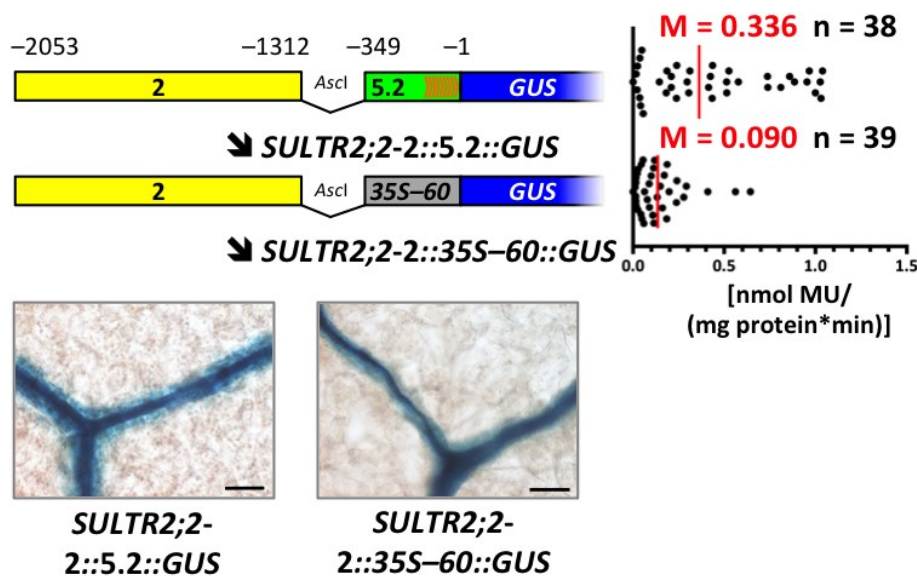 –2053 –1312 –349 –1
2 AscI 5.2 GUS
SULTR2;2-2::5.2::GUS
2 AscI 35S–60 GUS
SULTR2;2-2::35S–60::GUS
M = 0.336 n = 38
M = 0.090 n = 39
0.0 0.5 1.0 1.5
[nmol MU/
(mg protein*min)]
SULTR2;2-
2::5.2::GUS
SULTR2;2-
2::35S–60::GUS